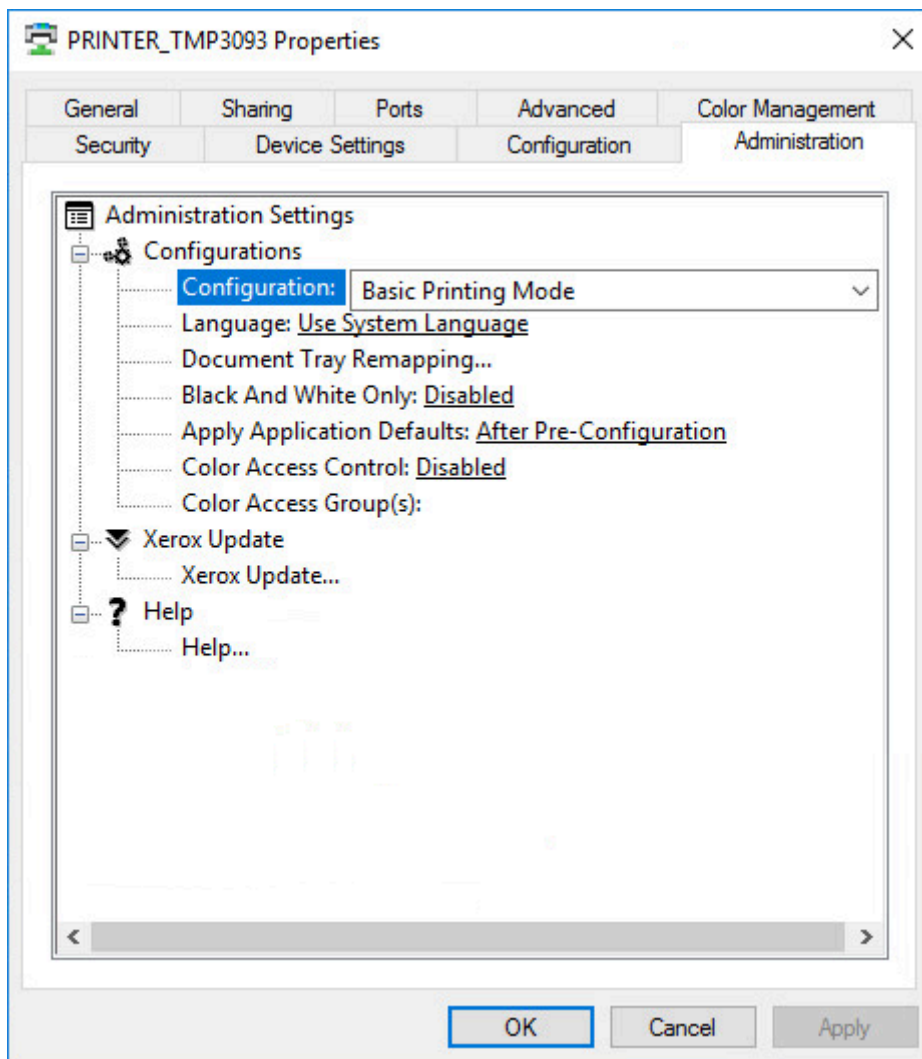 PRINTER_TMP3093 Properties
General Sharing Ports Advanced Color Management
Security Device Settings Configuration Administration
Administration Settings
Configurations
Configuration: Basic Printing Mode
Language: Use System Language
Document Tray Remapping...
Black And White Only: Disabled
Apply Application Defaults: After Pre-Configuration
Color Access Control: Disabled
Color Access Group(s):
Xerox Update
Xerox Update...
? Help
Help...
OK Cancel Apply